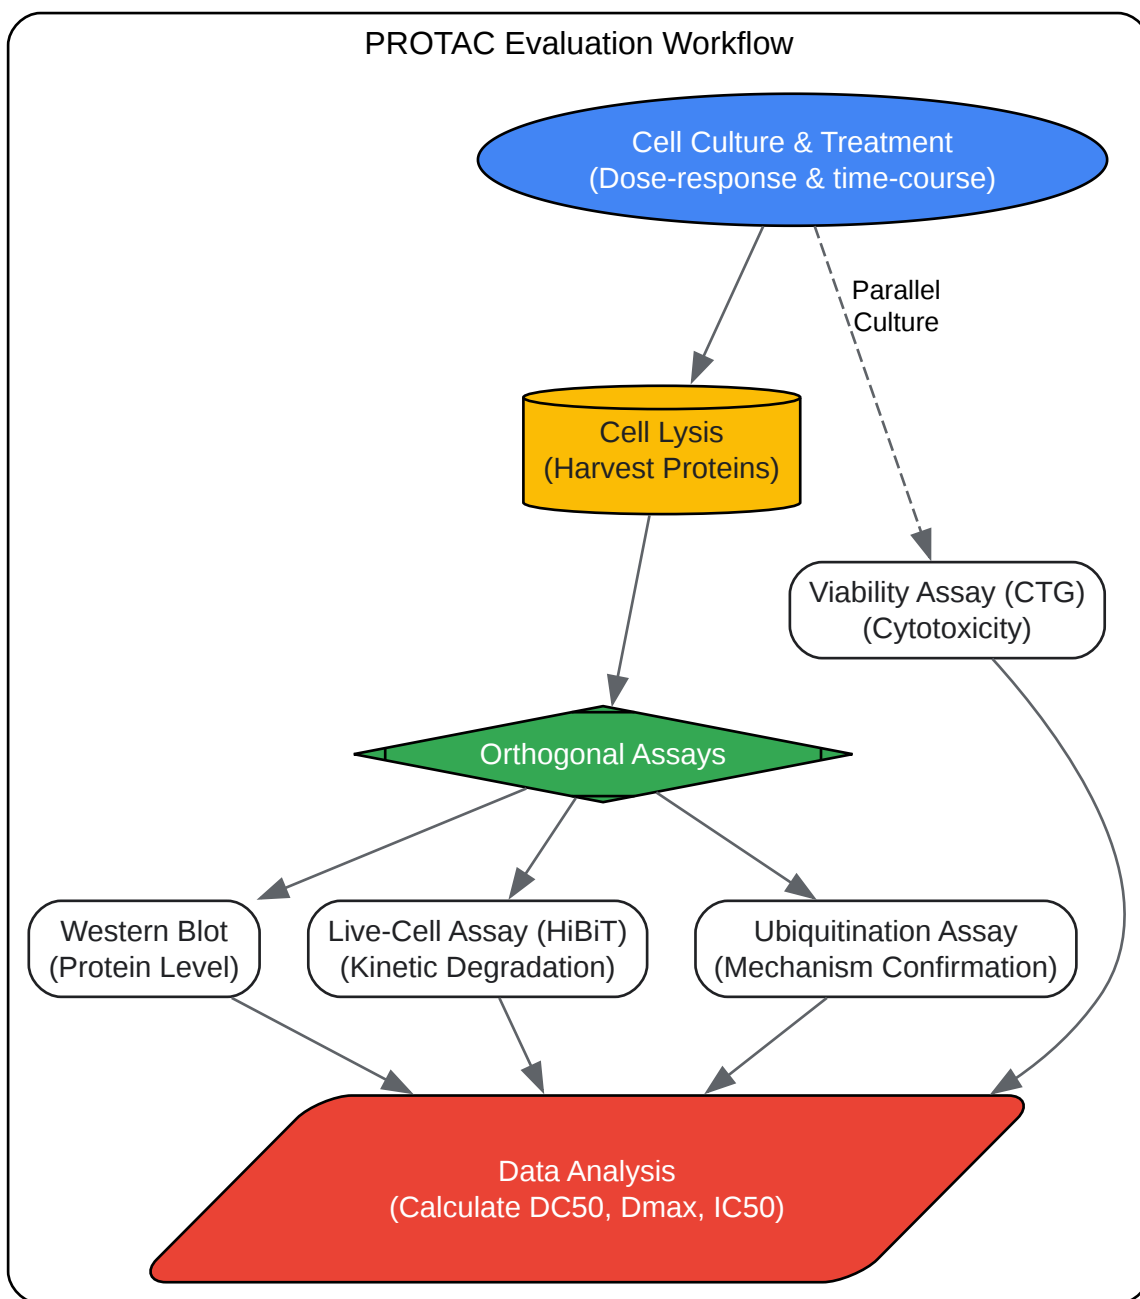 PROTAC Evaluation Workflow
Cell Culture & Treatment
(Dose-response & time-course)
Parallel
Culture
Cell Lysis
(Harvest Proteins)
Viability Assay (CTG)
(Cytotoxicity)
Orthogonal Assays
Western Blot
(Protein Level)
Live-Cell Assay (HiBiT)
(Kinetic Degradation)
Ubiquitination Assay
(Mechanism Confirmation)
Data Analysis
(Calculate DC50, Dmax, IC50)